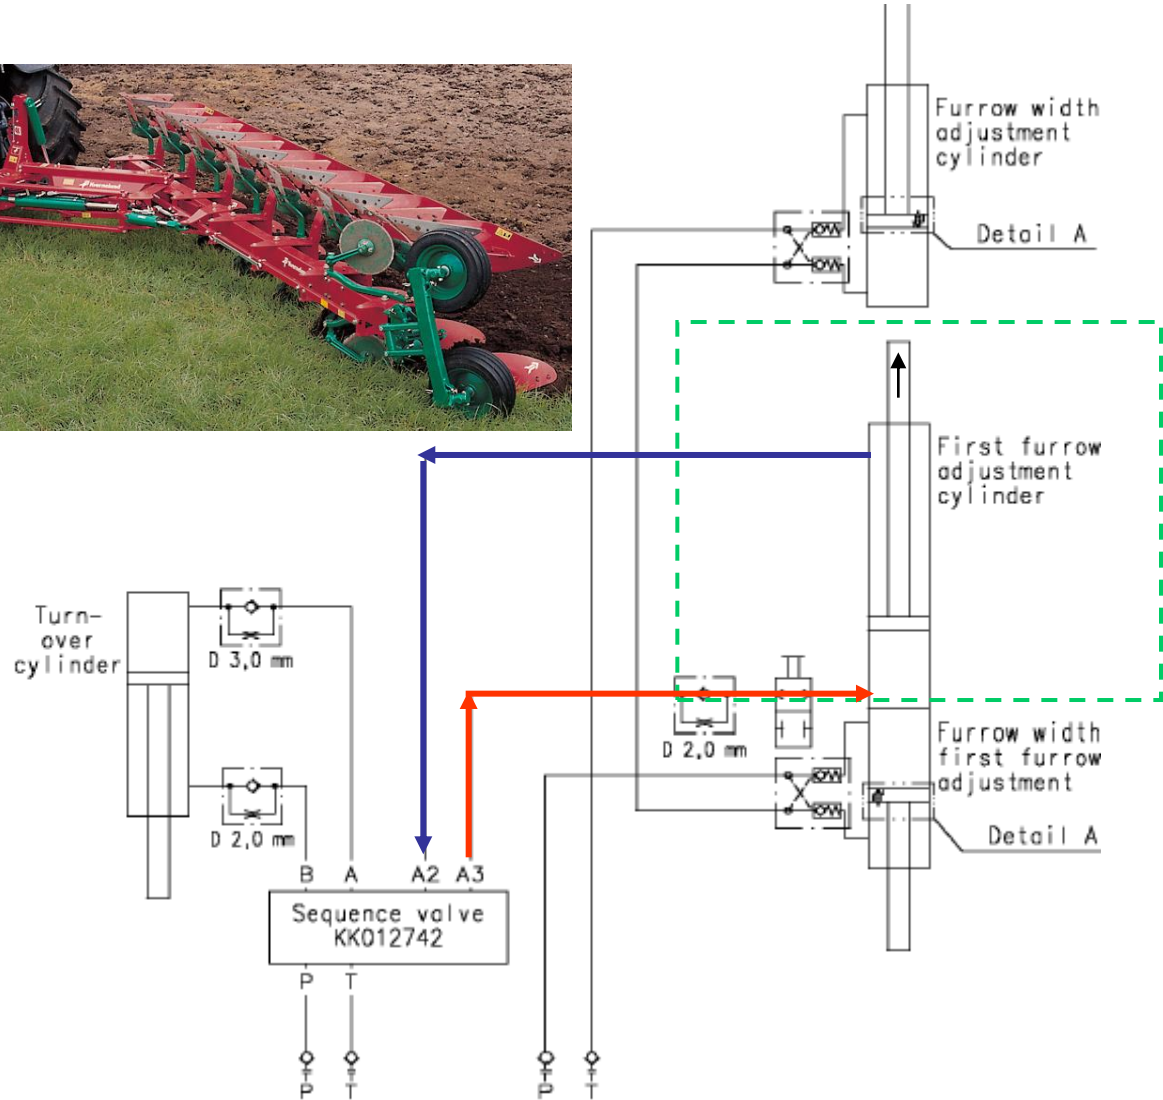 Kverneland
Furrow width
adjustment
cylinder
Detail A
First furrow
adjustment
cylinder
Turn-
over
cylinder
D 3,0 mm
D 2,0 mm
D 2,0 mm
Furrow width
first furrow
adjustment
Detail A
B A A2 A3
Sequence valve
KK012742
P T
P T P T